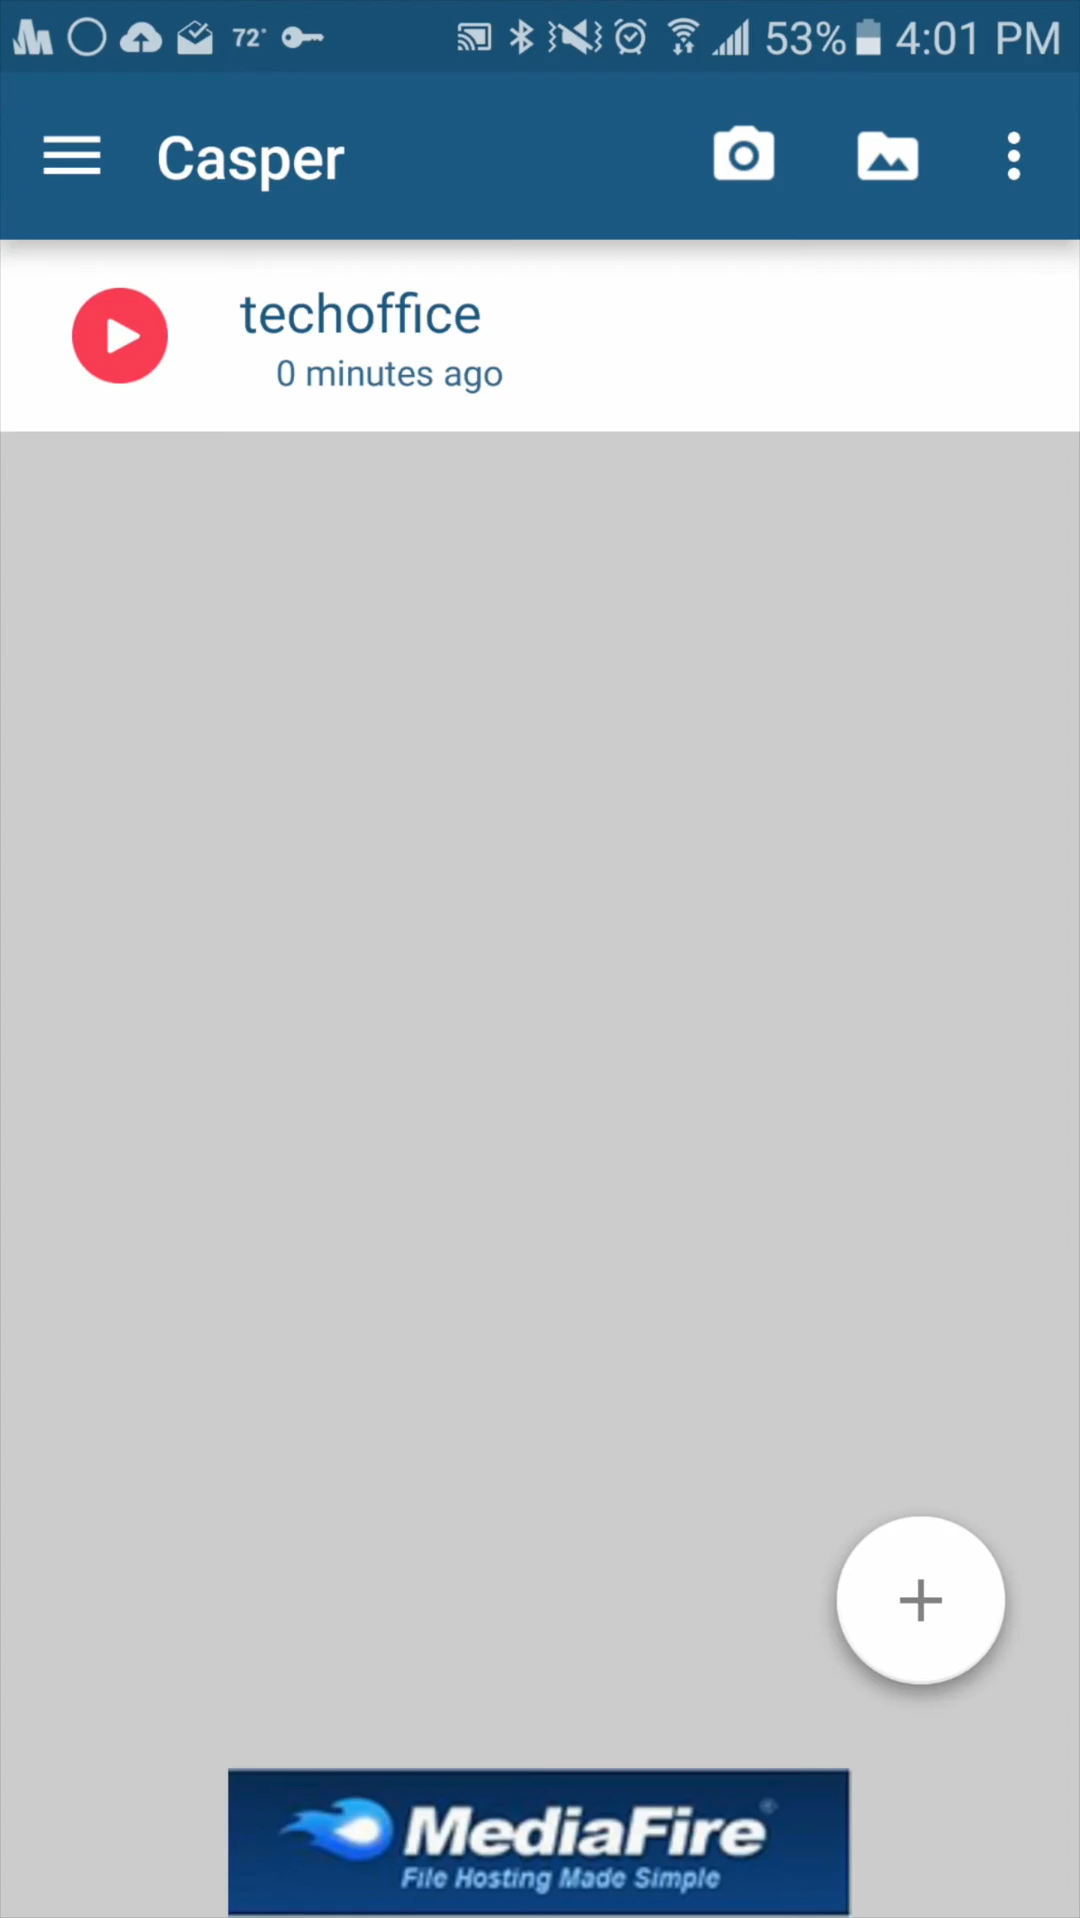 72° 53% 4:01 PM
Casper
techoffice
0 minutes ago
MediaFire®
File Hosting Made Simple